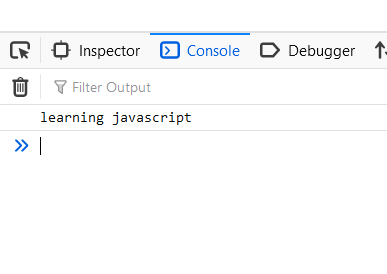 Inspector Console Debugger
Filter Output
learning javascript